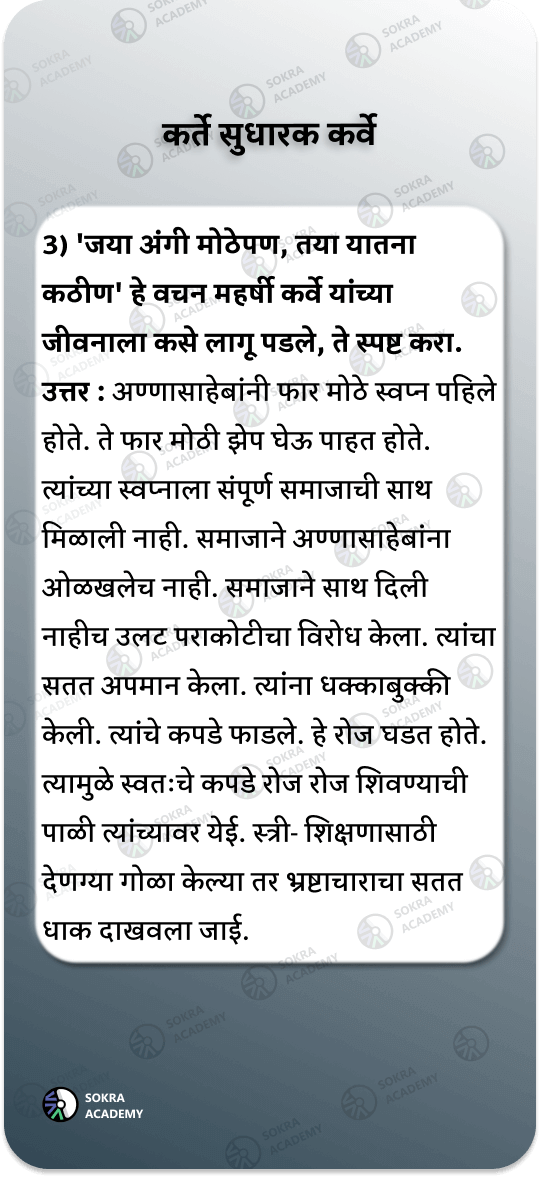 कर्ते सुधारक कर्वे
3) 'जया अंगी मोठेपण, तया यातना
कठीण' हे वचन महर्षी कर्वे यांच्या
जीवनाला कसे लागू पडले, ते स्पष्ट करा.
उत्तर : अण्णासाहेबांनी फार मोठे स्वप्न पहिले
होते. ते फार मोठी झेप घेऊ पाहत होते.
त्यांच्या स्वप्नाला संपूर्ण समाजाची साथ
मिळाली नाही. समाजाने अण्णासाहेबांना
ओळखलेच नाही. समाजाने साथ दिली
नाहीच उलट पराकोटीचा विरोध केला. त्यांचा
सतत अपमान केला. त्यांना धक्काबुक्की
केली. त्यांचे कपडे फाडले. हे रोज घडत होते.
त्यामुळे स्वत:चे कपडे रोज रोज शिवण्याची
पाळी त्यांच्यावर येई. स्त्री- शिक्षणासाठी
देणग्या गोळा केल्या तर भ्रष्टाचाराचा सतत
धाक दाखवला जाई.
SOKRA
ACADEMY